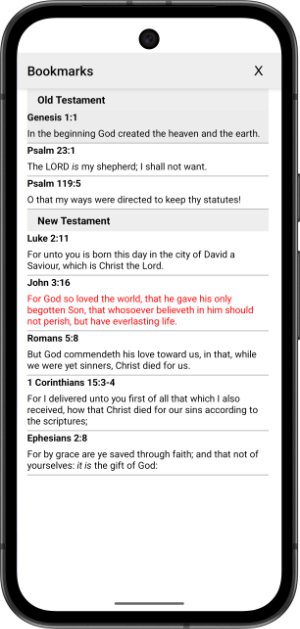 Bookmarks X
Old Testament
Genesis 1:1
In the beginning God created the heaven and the earth.
Psalm 23:1
The LORD is my shepherd; I shall not want.
Psalm 119:5
O that my ways were directed to keep thy statutes!
New Testament
Luke 2:11
For unto you is born this day in the city of David a
Saviour, which is Christ the Lord.
John 3:16
For God so loved the world, that he gave his only
begotten Son, that whosoever believeth in him should
not perish, but have everlasting life.
Romans 5:8
But God commendeth his love toward us, in that, while
we were yet sinners, Christ died for us.
1 Corinthians 15:3-4
For I delivered unto you first of all that which I also
received, how that Christ died for our sins according to
the scriptures;
Ephesians 2:8
For by grace are ye saved through faith; and that not of
yourselves: it is the gift of God: